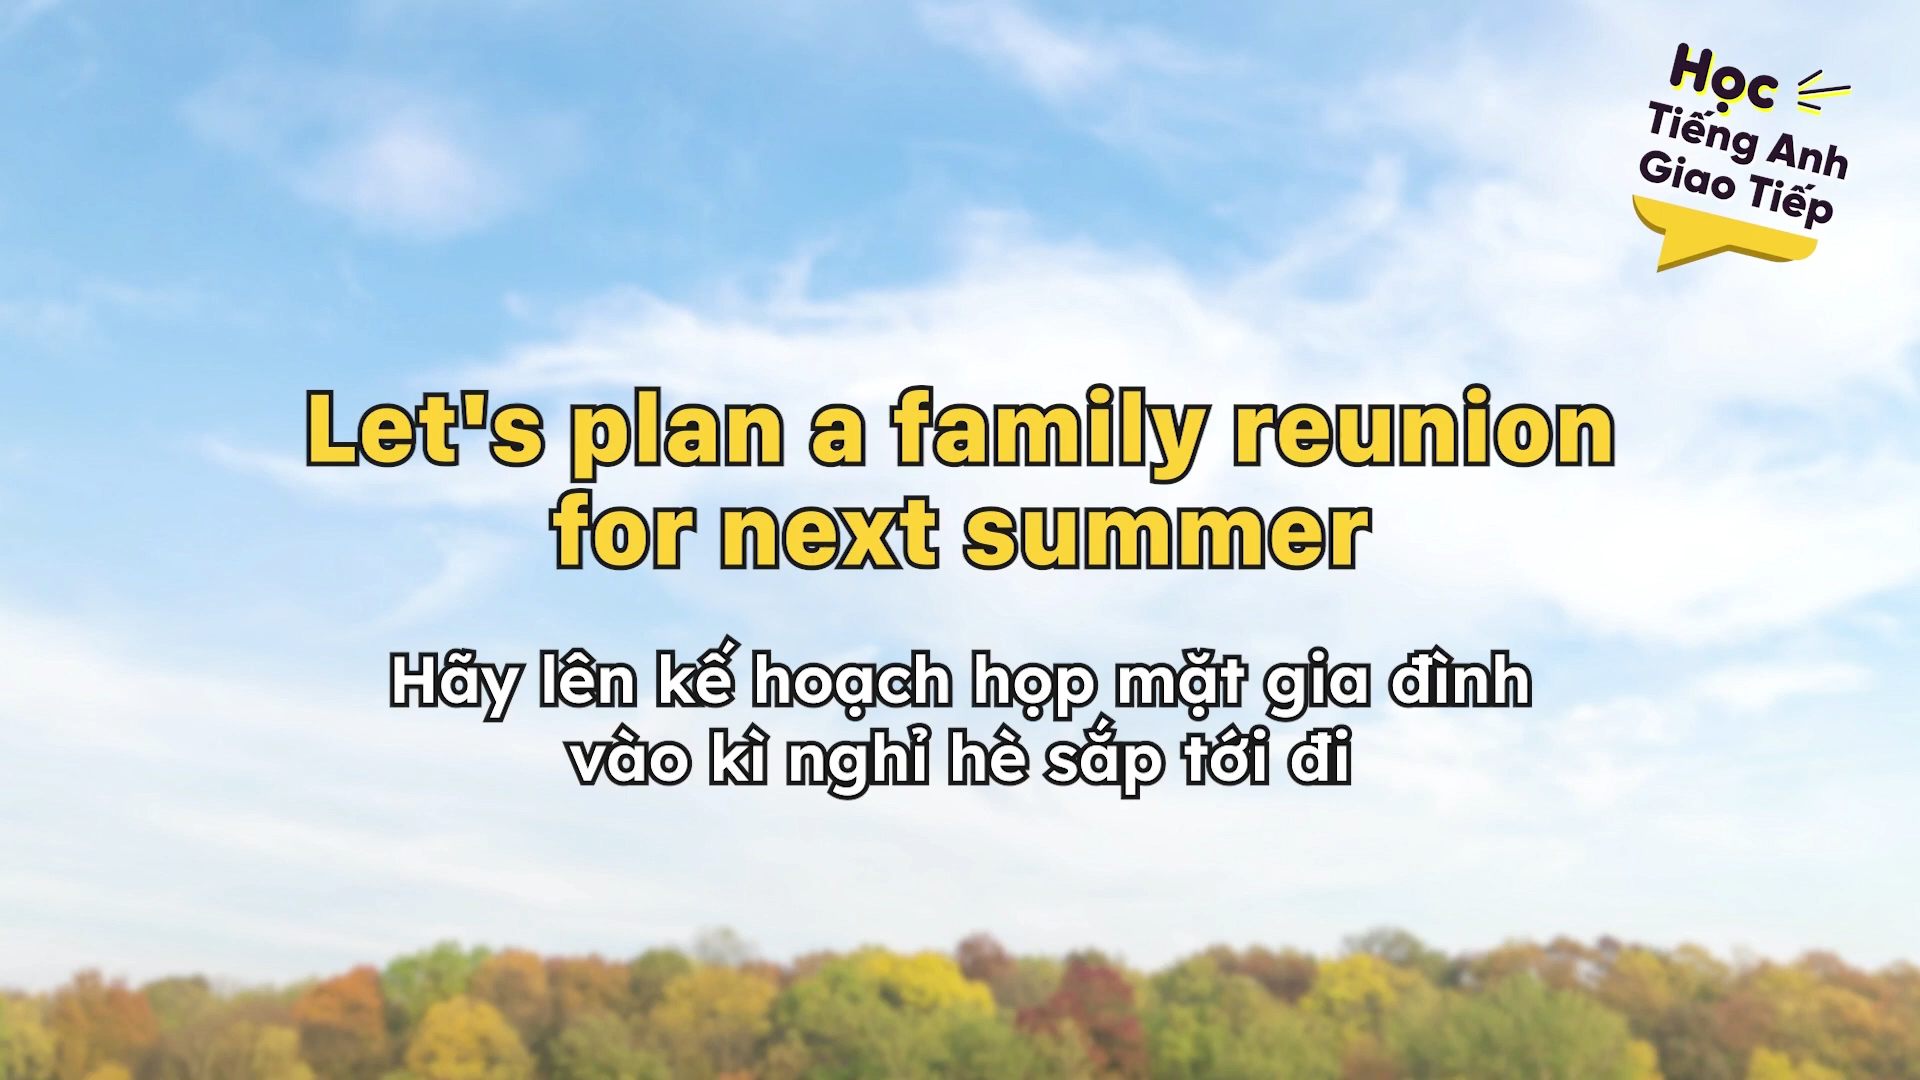 Học
Tiếng Anh
Giao Tiếp
Let's plan a family reunion
for next summer
Hãy lên kế hoạch họp mặt gia đình
vào kì nghỉ hè sắp tới đi